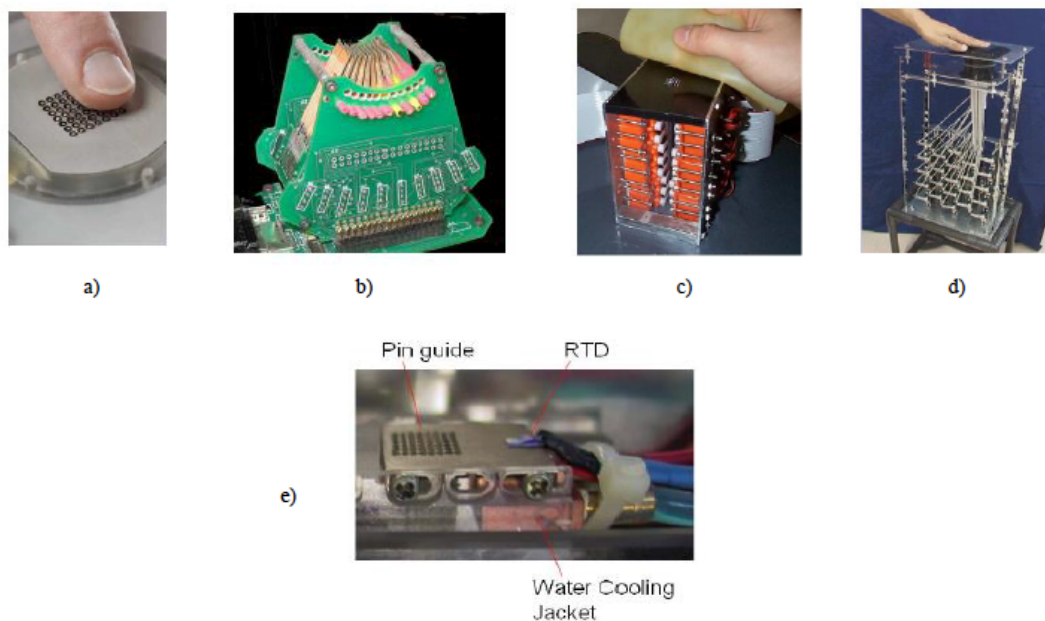 a)
b)
c)
d)
Pin guide
RTD
e)
Water Cooling
Jacket